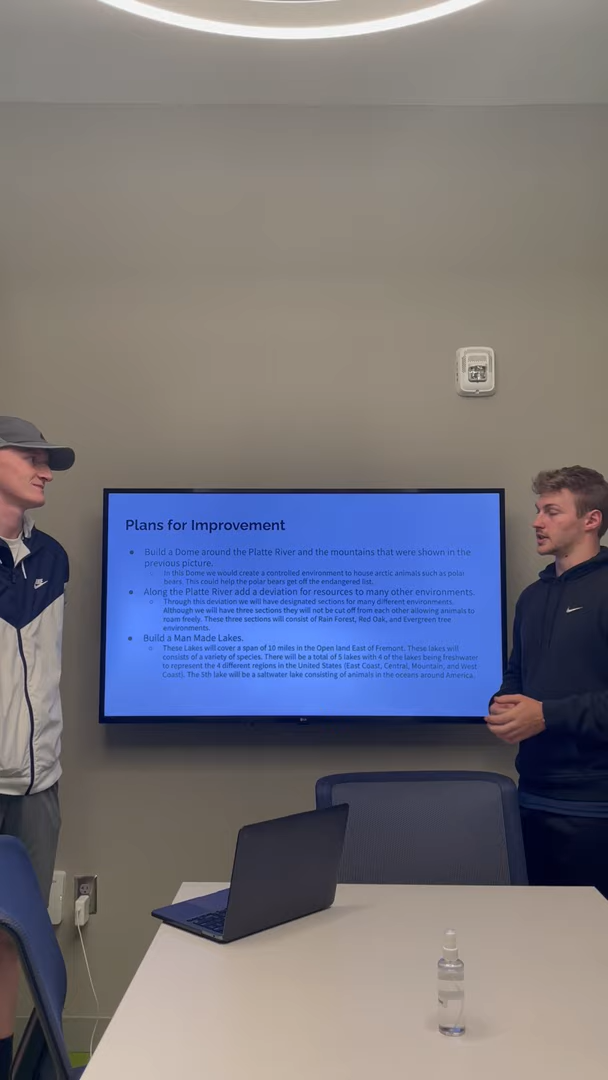 Plans for Improvement
● Build a Dome around the Platte River and the mountains that were shown in the
previous picture.
○ In this Dome we would create a controlled environment to house arctic animals such as polar
bears. This could help the polar bears get off the endangered list.
● Along the Platte River add a deviation for resources to many other environments.
○ Through this deviation we will have designated sections for many different environments.
Although we will have three sections they will not be cut off from each other allowing animals to
roam freely. These three sections will consist of Rain Forest, Red Oak, and Evergreen tree
environments.
● Build a Man Made Lakes.
○ These Lakes will cover a span of 10 miles in the Open land East of Fremont. These lakes will
consists of a variety of species. There will be a total of 5 lakes with 4 of the lakes being freshwater
to represent the 4 different regions in the United States (East Coast, Central, Mountain, and West
Coast). The 5th lake will be a saltwater lake consisting of animals in the oceans around America.
LG